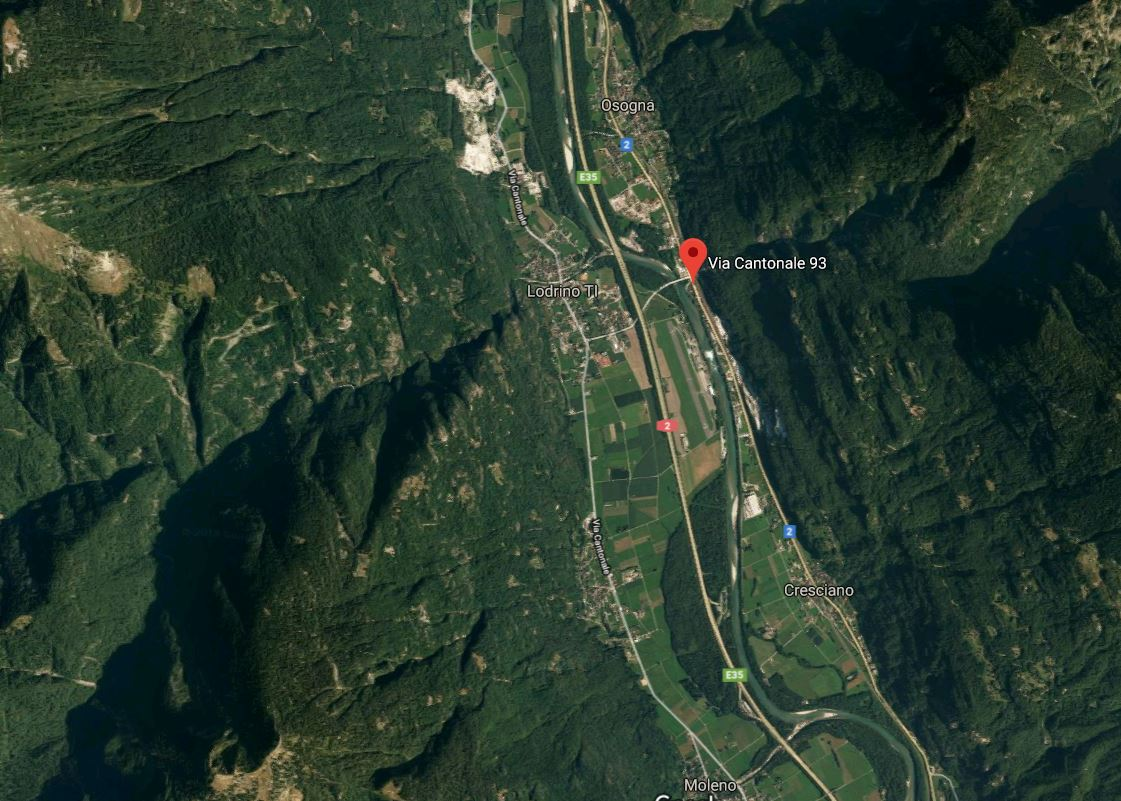 Osogna
2
E35
Via Cantonale
Via Cantonale 93
Lodrino TI
2
Via Cantonale
2
Cresciano
E35
Moleno